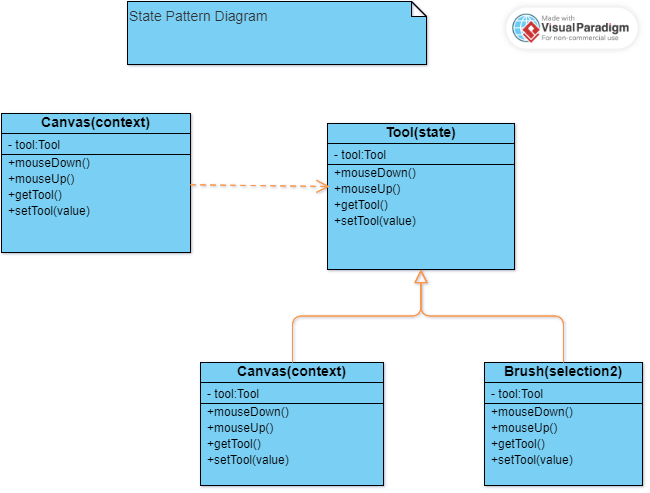 State Pattern Diagram
Made with
Visual Paradigm
For non-commercial use
Canvas(context)
- tool:Tool
+mouseDown()
+mouseUp()
+getTool()
+setTool(value)
Tool(state)
- tool:Tool
+mouseDown()
+mouseUp()
+getTool()
+setTool(value)
Canvas(context)
- tool:Tool
+mouseDown()
+mouseUp()
+getTool()
+setTool(value)
Brush(selection2)
- tool:Tool
+mouseDown()
+mouseUp()
+getTool()
+setTool(value)